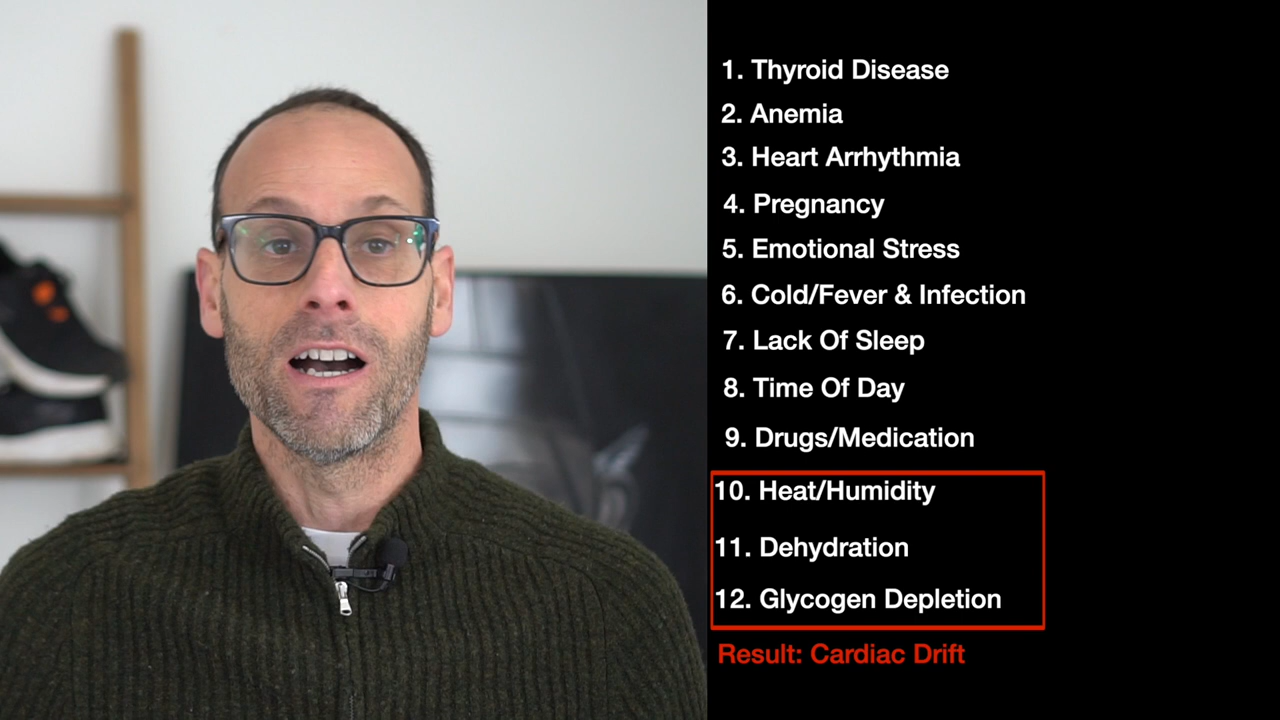 1. Thyroid Disease
2. Anemia
3. Heart Arrhythmia
4. Pregnancy
5. Emotional Stress
6. Cold/Fever & Infection
7. Lack Of Sleep
8. Time Of Day
9. Drugs/Medication
10. Heat/Humidity
11. Dehydration
12. Glycogen Depletion
Result: Cardiac Drift